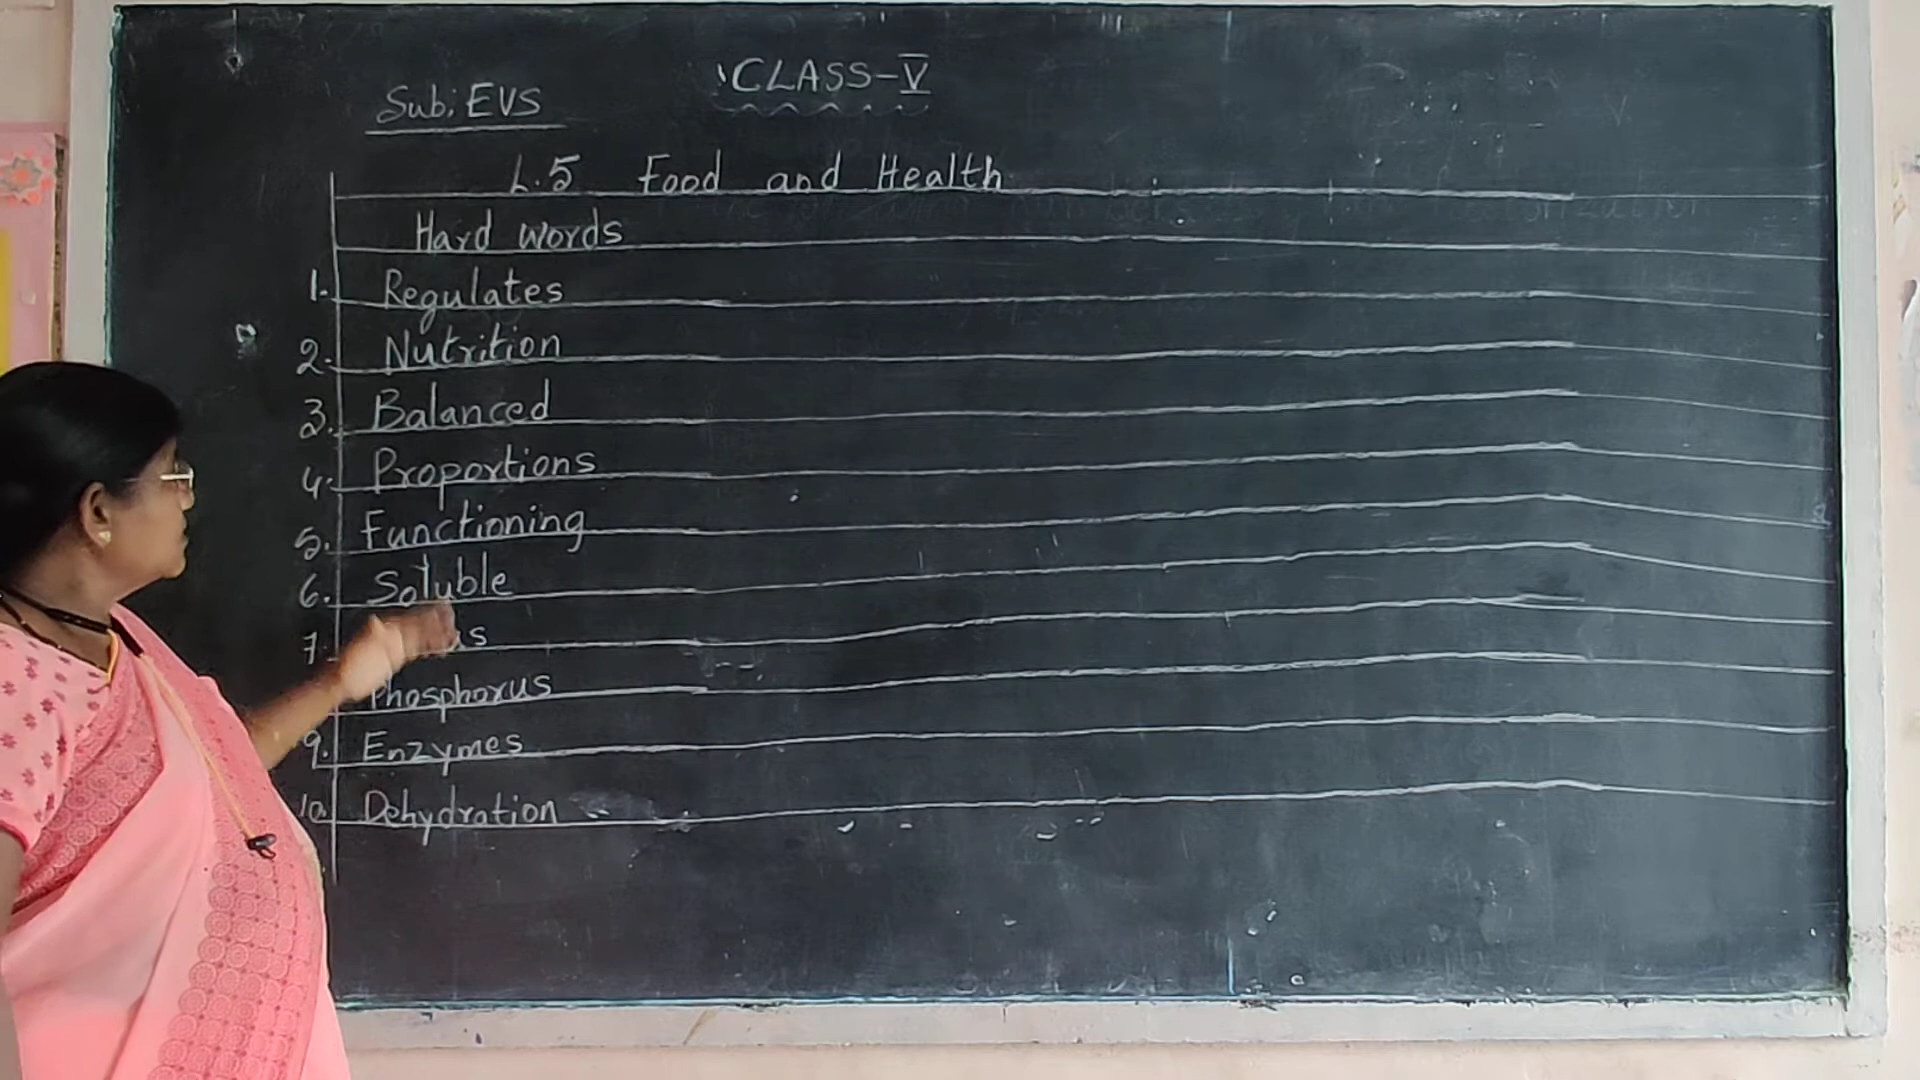 CLASS-V
Sub: EVS
L.5 Food and Health
Hard words
1. Regulates
2. Nutrition
3. Balanced
4. Proportions
5. Functioning
6. Soluble
7.
Phosphorus
9. Enzymes
10. Dehydration